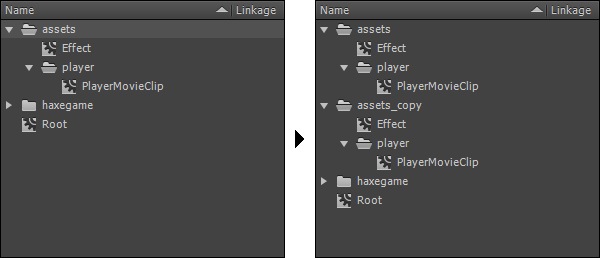 Name Linkage
assets
Effect
player
PlayerMovieClip
haxegame
Root
Name Linkage
assets
Effect
player
PlayerMovieClip
assets_copy
Effect
player
PlayerMovieClip
haxegame
Root